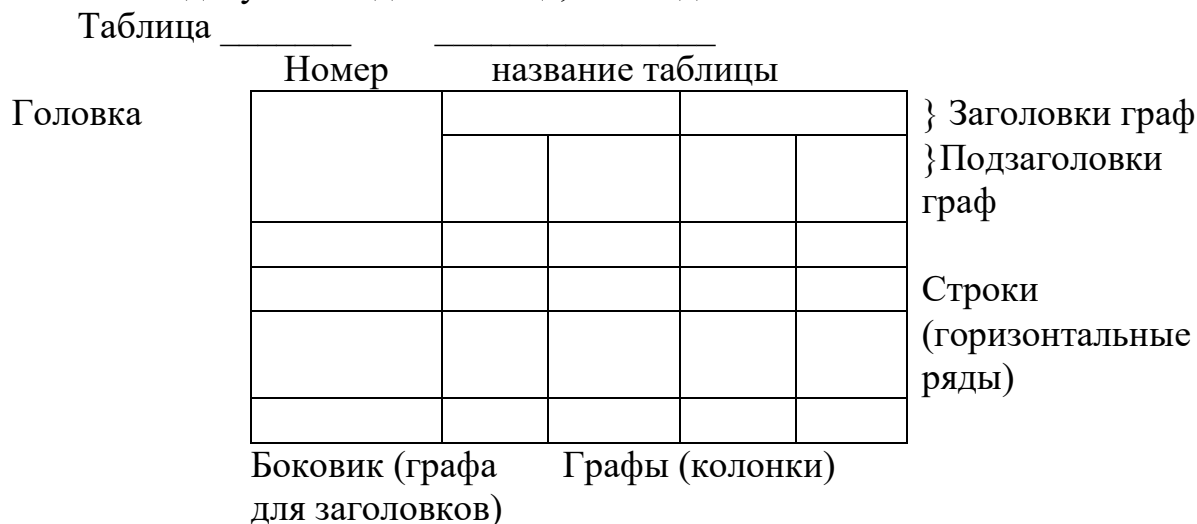 Таблица _______ _______________
Номер название таблицы
Головка } Заголовки граф
}Подзаголовки
граф
Строки
(горизонтальные
ряды)
Боковик (графа Графы (колонки)
для заголовков)